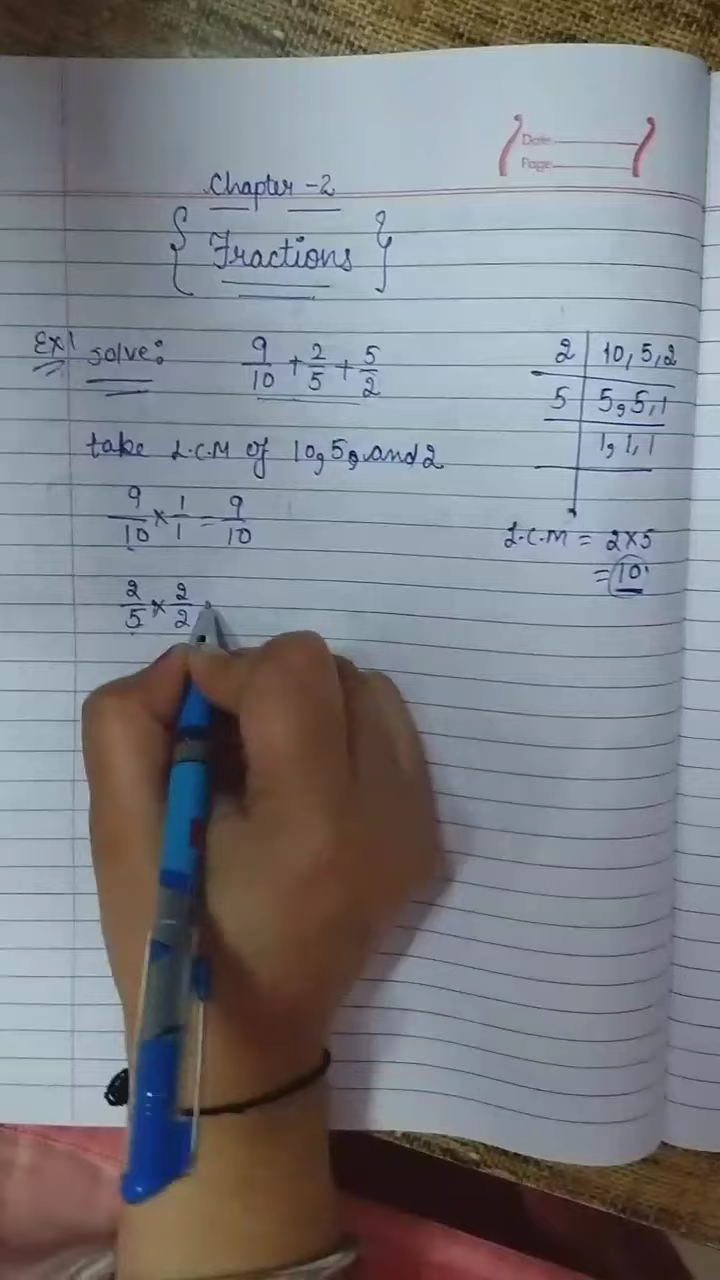 Date
Page
Chapter - 2
{ Fractions }
Ex1 solve: 9/10 + 2/5 + 5/2
take L.C.M of 10, 5, and 2
9/10 × 1/1 = 9/10
2/5 × 2/2
2 | 10, 5, 2
5 | 5, 5, 1
1, 1, 1
L.C.M = 2×5
= 10